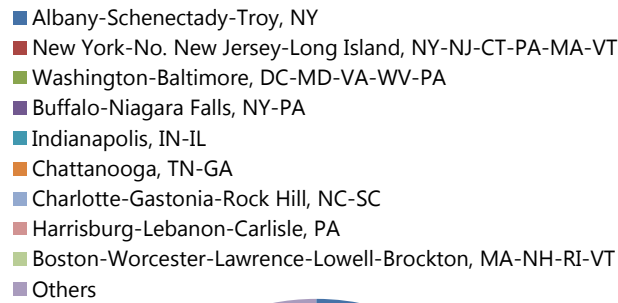 Albany-Schenectady-Troy, NY
New York-No. New Jersey-Long Island, NY-NJ-CT-PA-MA-VT
Washington-Baltimore, DC-MD-VA-WV-PA
Buffalo-Niagara Falls, NY-PA
Indianapolis, IN-IL
Chattanooga, TN-GA
Charlotte-Gastonia-Rock Hill, NC-SC
Harrisburg-Lebanon-Carlisle, PA
Boston-Worcester-Lawrence-Lowell-Brockton, MA-NH-RI-VT
Others